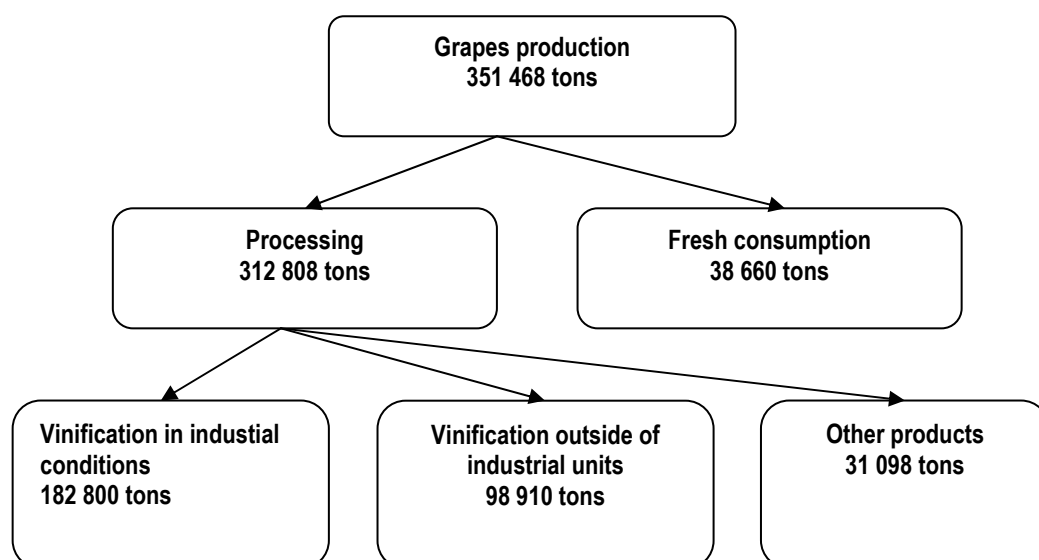 Grapes production
351 468 tons
Processing
312 808 tons
Fresh consumption
38 660 tons
Vinification in industial
conditions
182 800 tons
Vinification outside of
industrial units
98 910 tons
Other products
31 098 tons